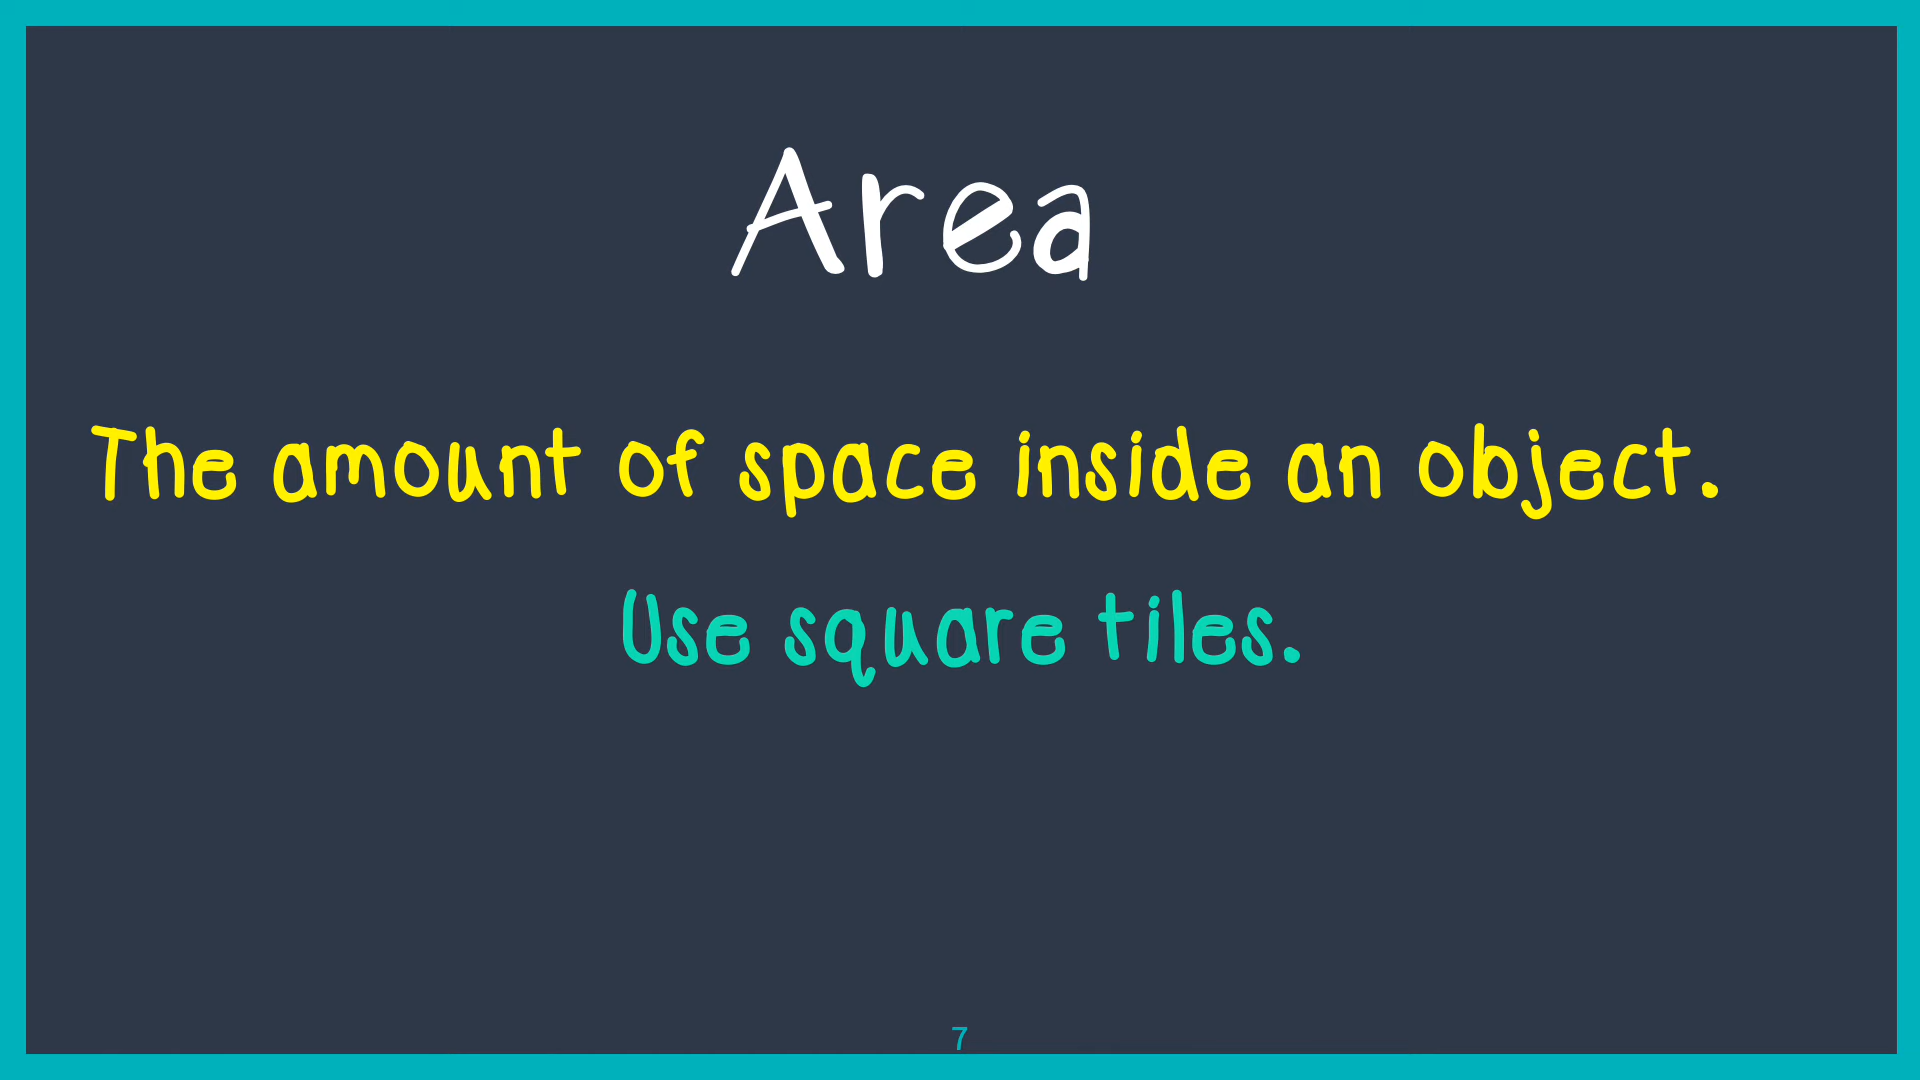 Area
The amount of space inside an object.
Use square tiles.
7